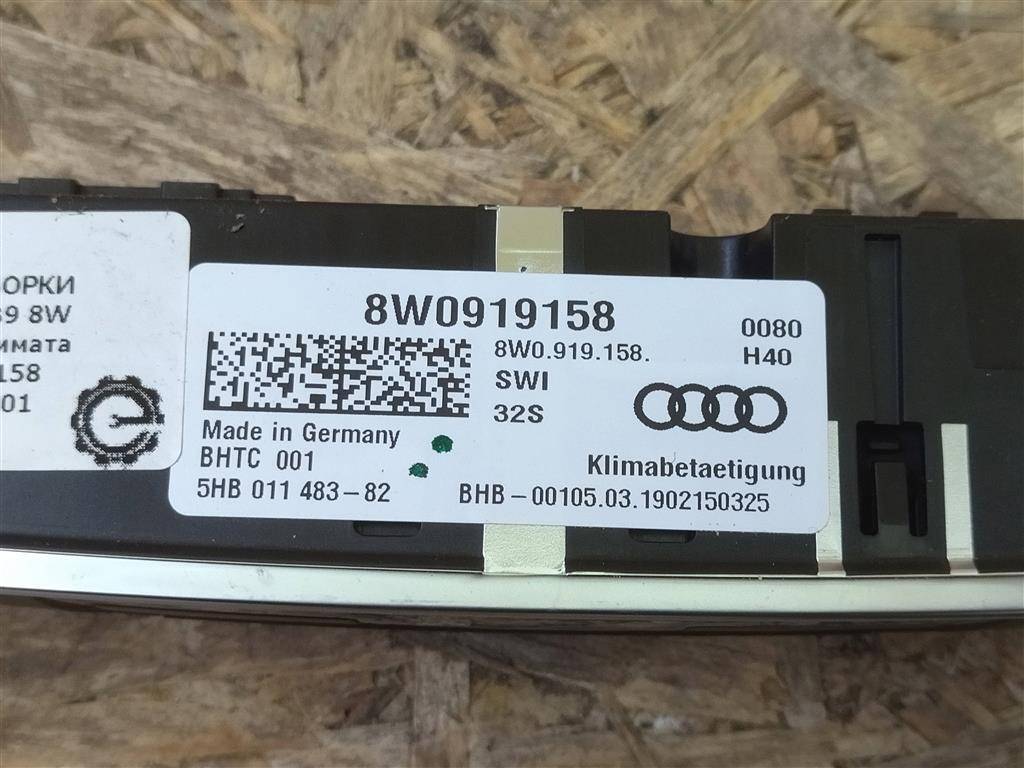 ОРКИ
39 8W
имата
158
01
8W0919158
0080
8W0.919.158.
H40
SWI
32S
Made in Germany
BHTC 001
Klimabetaetigung
5HB 011 483-82
BHB-00105.03.1902150325